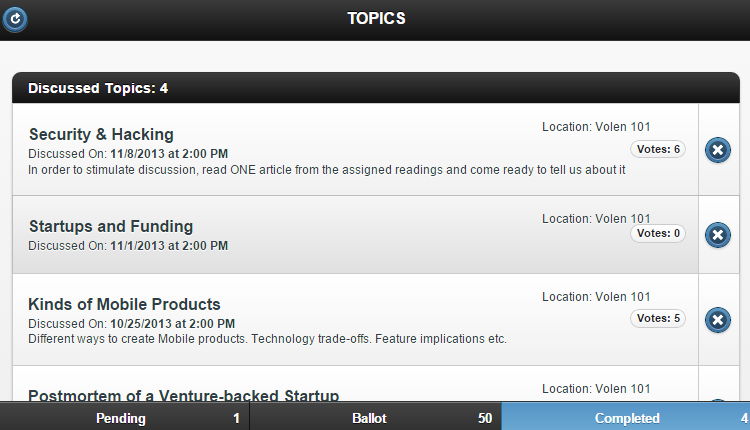 TOPICS
Discussed Topics: 4
Location: Volen 101
Security & Hacking
Votes: 6
Discussed On: 11/8/2013 at 2:00 PM
In order to stimulate discussion, read ONE article from the assigned readings and come ready to tell us about it
Location: Volen 101
Startups and Funding
Votes: 0
Discussed On: 11/1/2013 at 2:00 PM
Location: Volen 101
Kinds of Mobile Products
Votes: 5
Discussed On: 10/25/2013 at 2:00 PM
Different ways to create Mobile products. Technology trade-offs. Feature implications etc.
Location: Volen 101
Postmortem of a Venture-backed Startup
Pending 1 Ballot 50 Completed 4